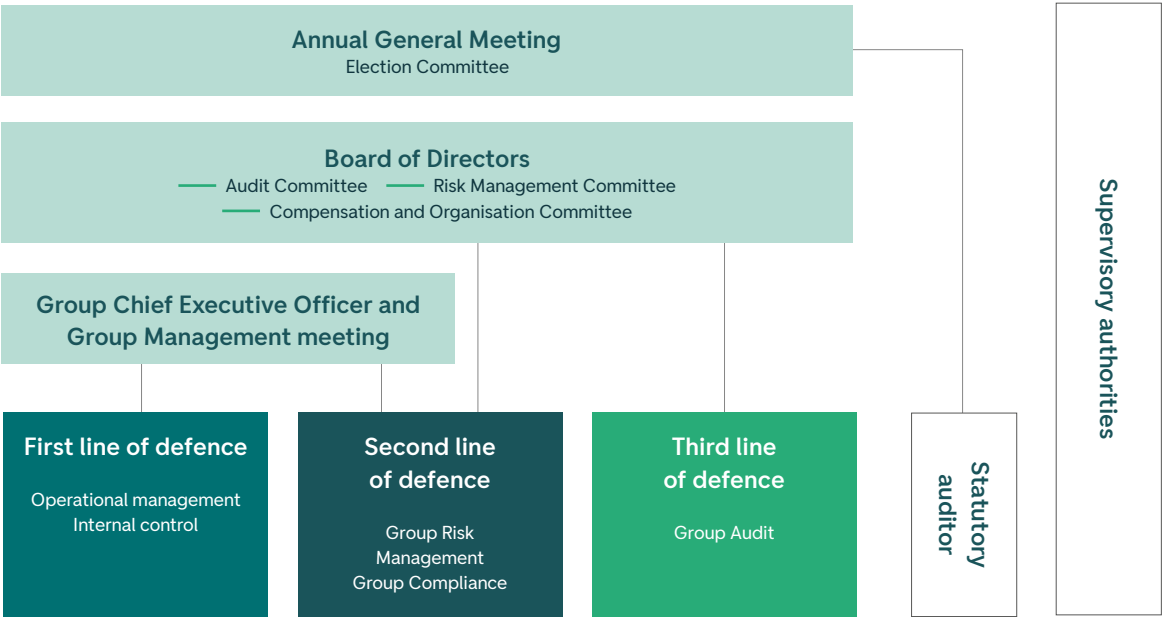 Annual General Meeting
Election Committee
Board of Directors
Audit Committee Risk Management Committee
Compensation and Organisation Committee
Group Chief Executive Officer and
Group Management meeting
First line of defence
Operational management
Internal control
Second line
of defence
Group Risk
Management
Group Compliance
Third line
of defence
Group Audit
Statutory
auditor
Supervisory authorities